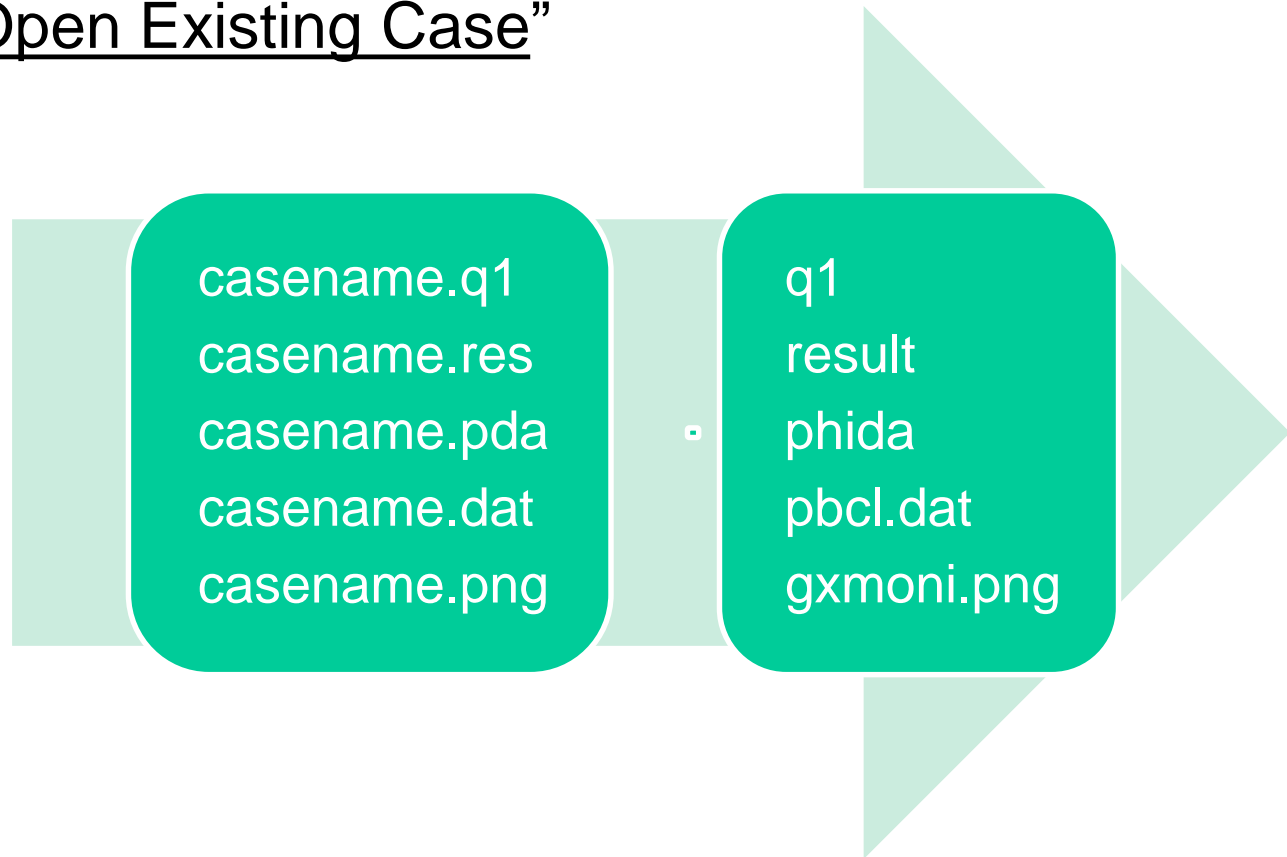 Open Existing Case”
casename.q1
casename.res
casename.pda
casename.dat
casename.png
q1
result
phida
pbcl.dat
gxmoni.png